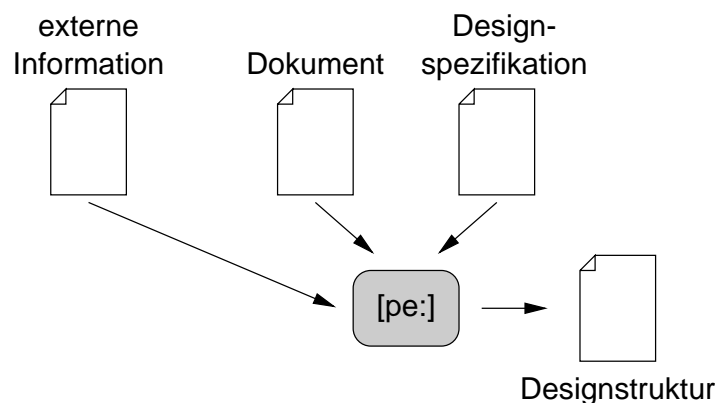 externe
Information
Dokument
Design-
spezifikation
[pe:]
Designstruktur